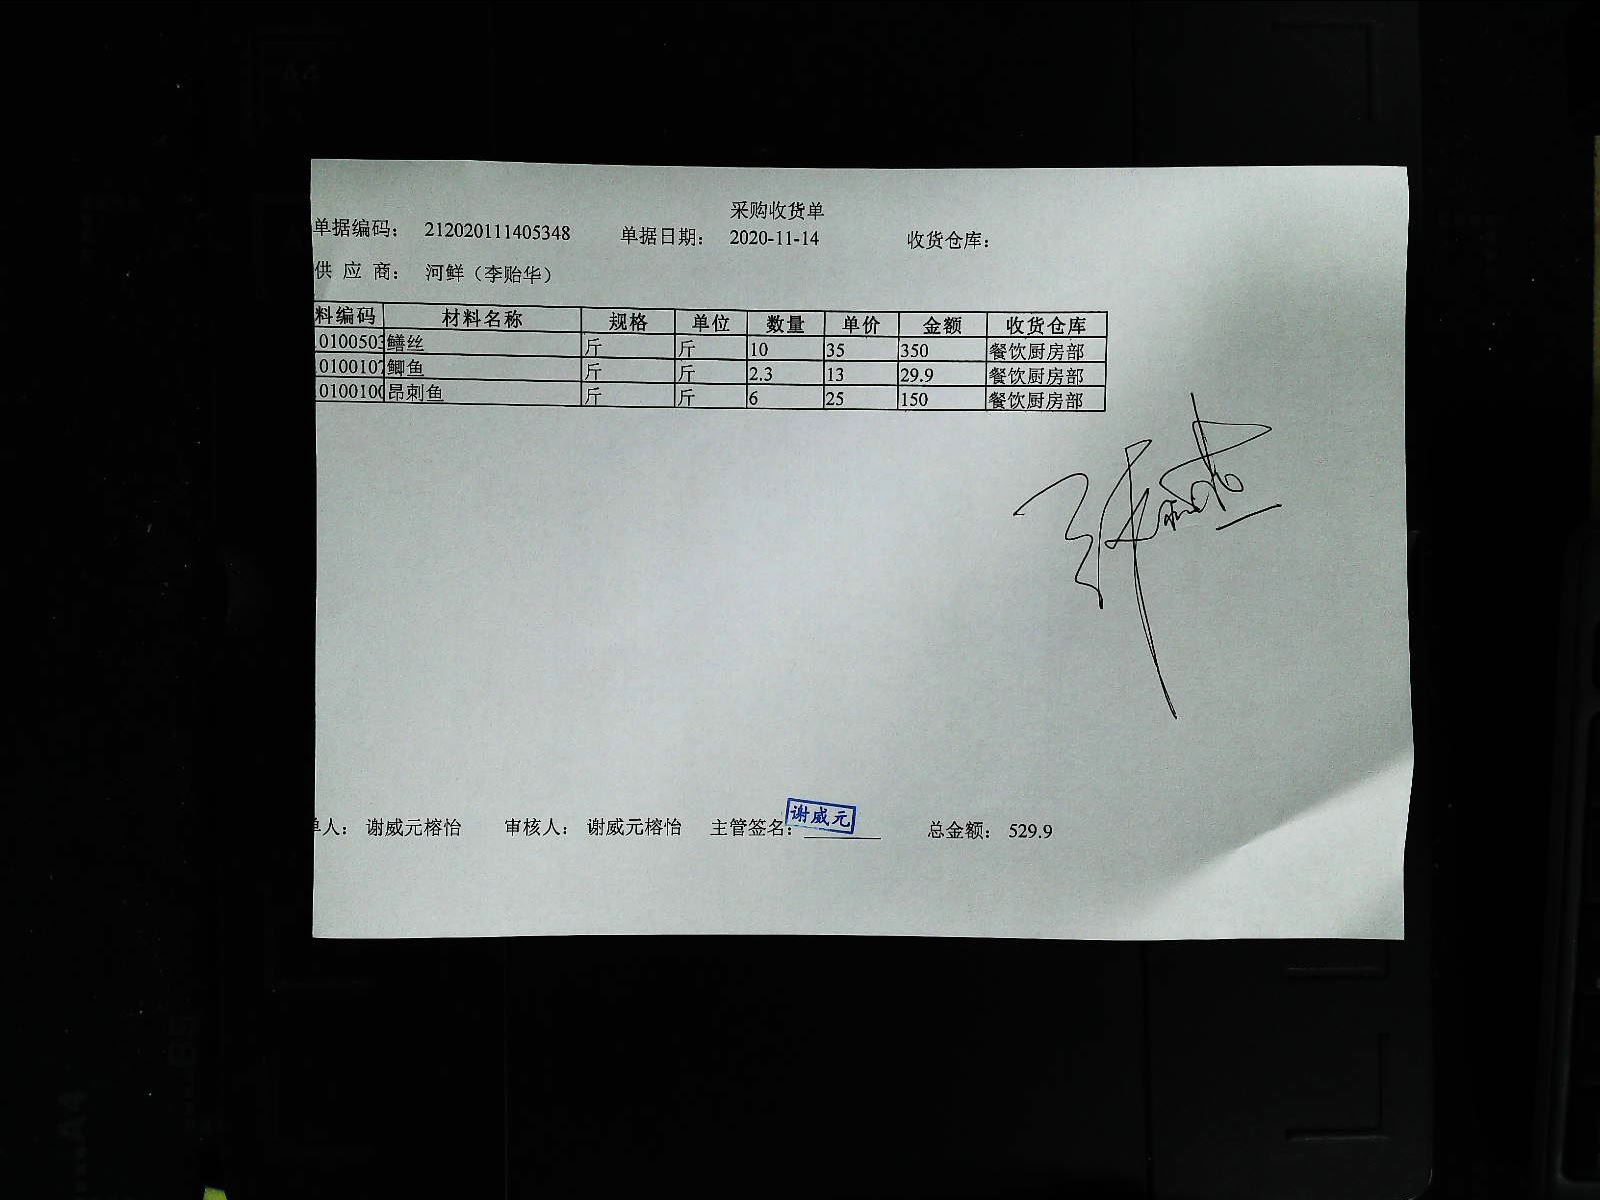 采购收货单
单据编码： 212020111405348 单据日期： 2020-11-14 收货仓库：
供 应 商： 河鲜（李贻华）
料编码 材料名称 规格 单位 数量 单价 金额 收货仓库
0100503 鳝丝 斤 斤 10 35 350 餐饮厨房部
010010 鲫鱼 斤 斤 2.3 13 29.9 餐饮厨房部
010010 昂刺鱼 斤 斤 6 25 150 餐饮厨房部
人： 谢威元榕怡 审核人： 谢威元榕怡 主管签名： 谢威元 总金额： 529.9